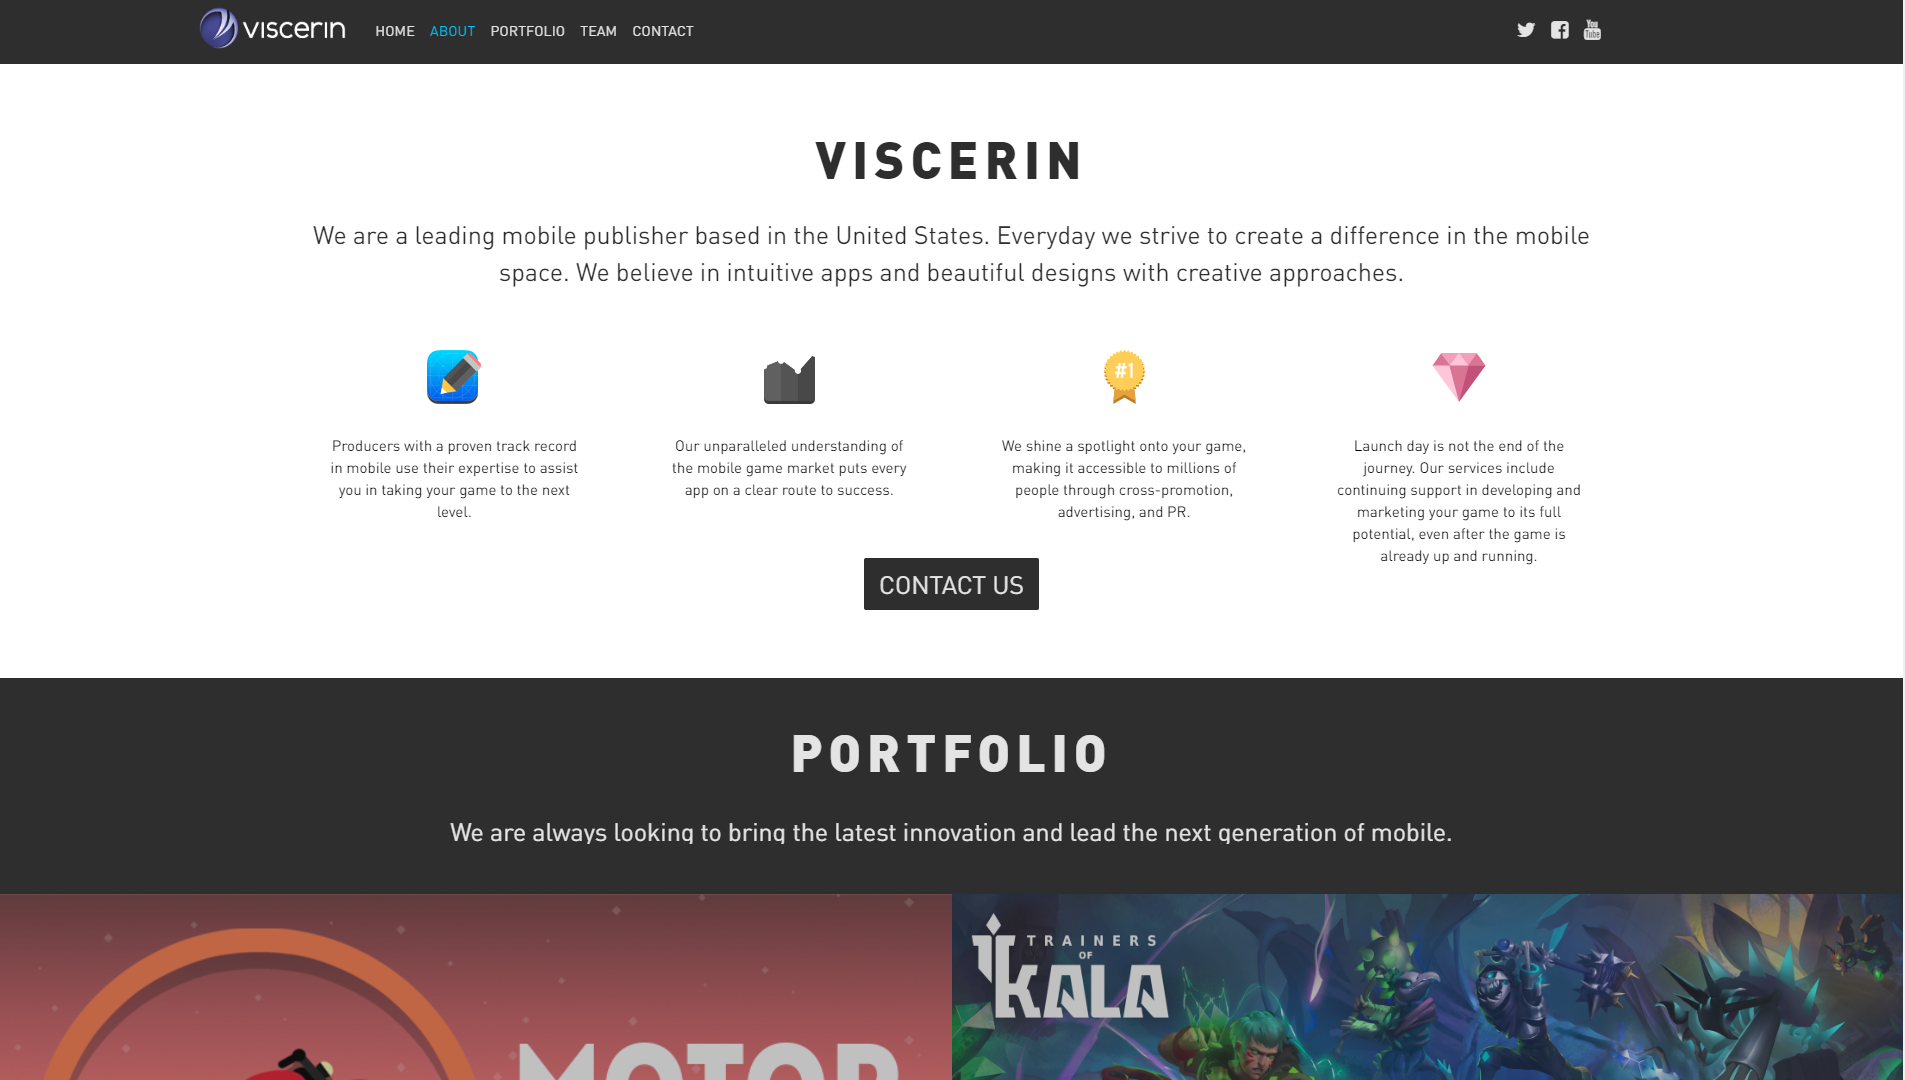 viscerin
HOME ABOUT PORTFOLIO TEAM CONTACT
You
Tube
VISCERIN
We are a leading mobile publisher based in the United States. Everyday we strive to create a difference in the mobile
space. We believe in intuitive apps and beautiful designs with creative approaches.
#1
Producers with a proven track record
in mobile use their expertise to assist
you in taking your game to the next
level.
Our unparalleled understanding of
the mobile game market puts every
app on a clear route to success.
We shine a spotlight onto your game,
making it accessible to millions of
people through cross-promotion,
advertising, and PR.
Launch day is not the end of the
journey. Our services include
continuing support in developing and
marketing your game to its full
potential, even after the game is
already up and running.
CONTACT US
PORTFOLIO
We are always looking to bring the latest innovation and lead the next generation of mobile.
MOTOR
TRAINERS
OF
KALA